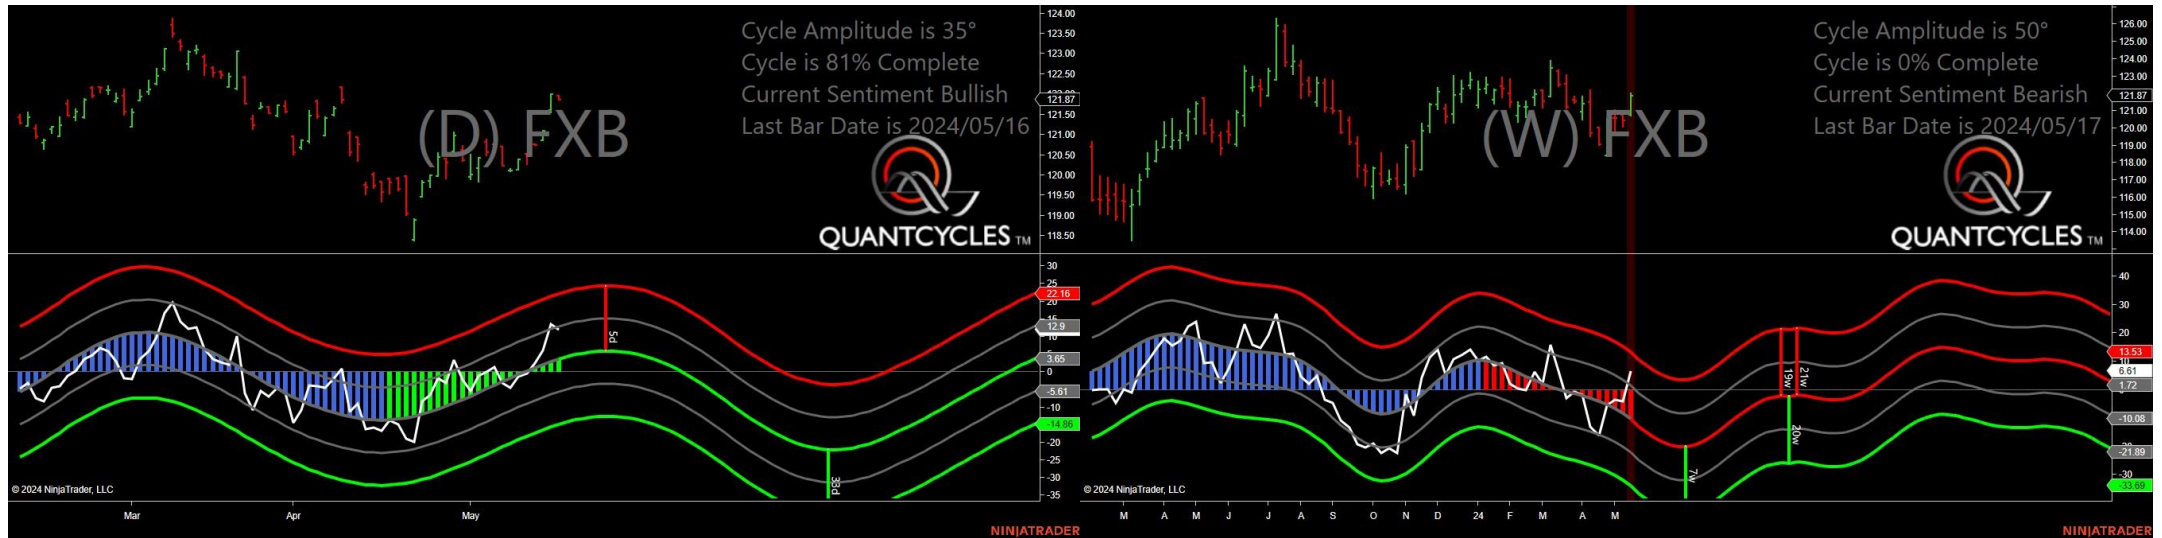 Cycle Amplitude is 35°
Cycle is 81% Complete
Current Sentiment Bullish
Last Bar Date is 2024/05/16
(D) FXB
QUANTCYCLES TM
124.00
123.50
123.00
122.50
121.87
121.50
121.00
120.50
120.00
119.50
119.00
118.50
30
25
22.16
20
12.9
10
3.65
0
-5.61
-10
-14.86
-20
-25
-30
-35
5d
33d
© 2024 NinjaTrader, LLC
Mar
Apr
May
NINJATRADER
Cycle Amplitude is 50°
Cycle is 0% Complete
Current Sentiment Bearish
Last Bar Date is 2024/05/17
(W) FXB
QUANTCYCLES TM
126.00
125.00
124.00
123.00
122.00
121.87
121.00
120.00
119.00
118.00
117.00
116.00
115.00
114.00
40
30
20
13.53
10
6.61
1.72
-10.08
-21.89
-30
-33.69
7w
19w
21w
20w
© 2024 NinjaTrader, LLC
M
A
M
J
J
A
S
O
N
D
24
F
M
A
M
NINJATRADER